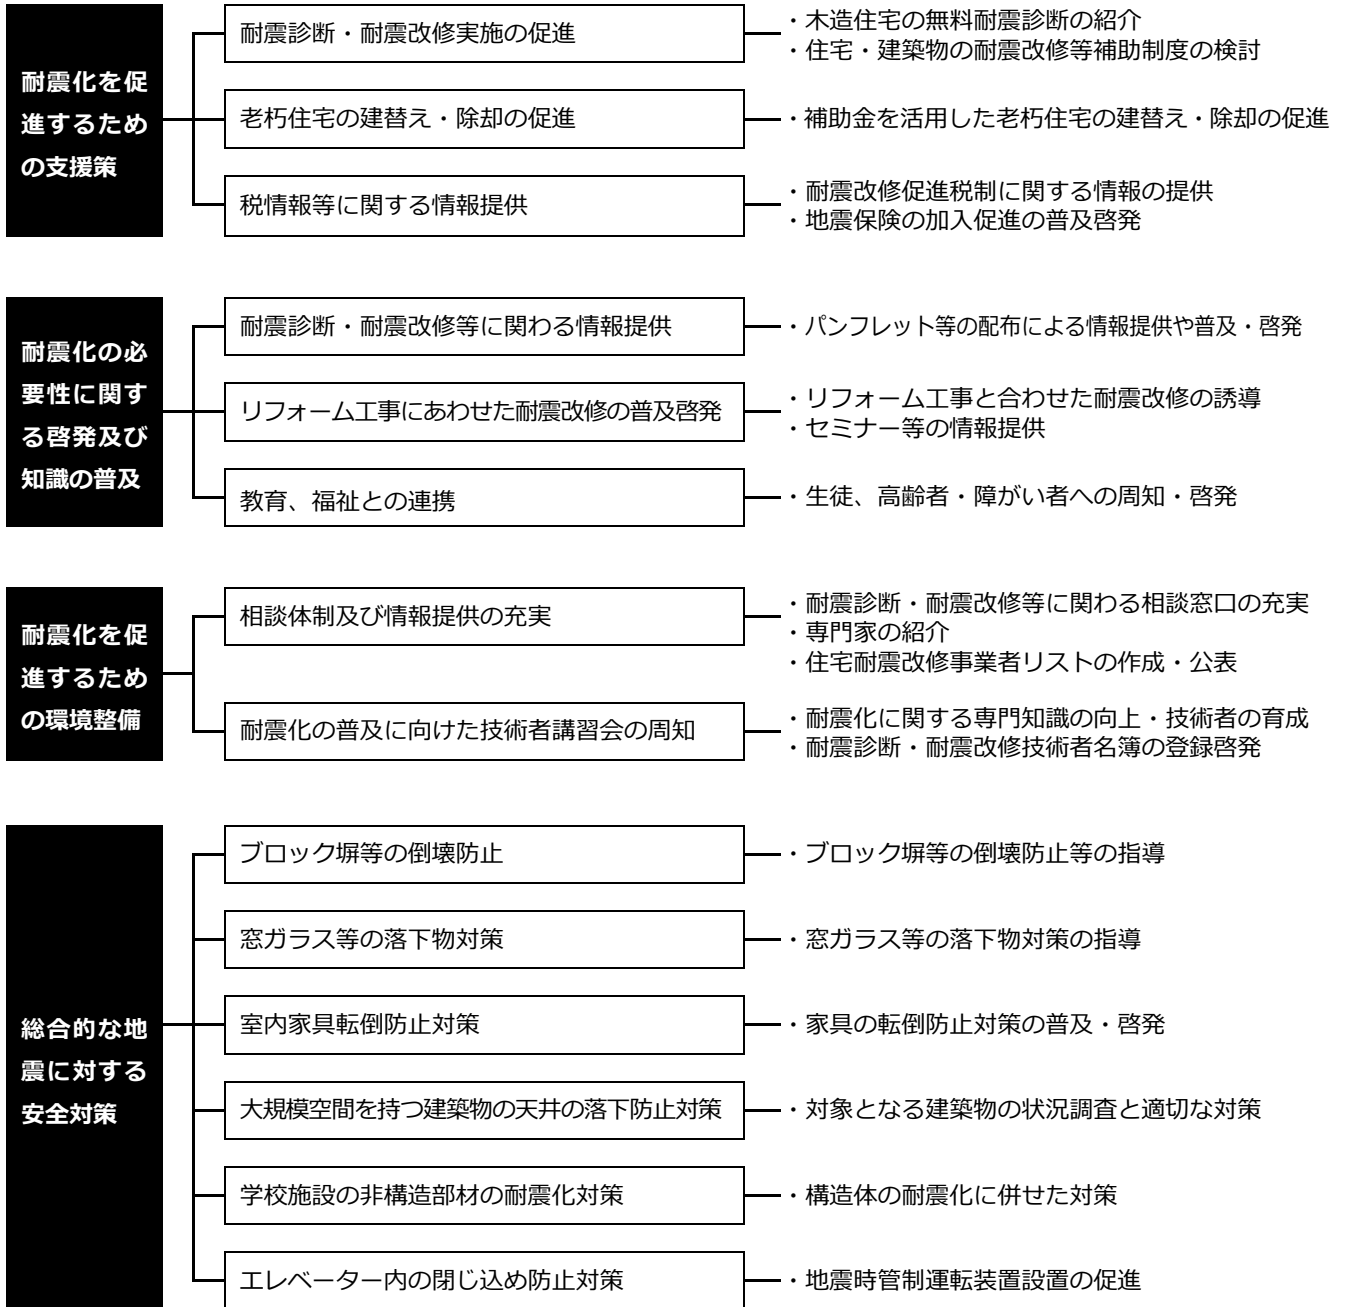 耐震化を促
進するため
の支援策
耐震診断・耐震改修実施の促進
・木造住宅の無料耐震診断の紹介
・住宅・建築物の耐震改修等補助制度の検討
老朽住宅の建替え・除却の促進
・補助金を活用した老朽住宅の建替え・除却の促進
税情報等に関する情報提供
・耐震改修促進税制に関する情報の提供
・地震保険の加入促進の普及啓発
耐震化の必
要性に関す
る啓発及び
知識の普及
耐震診断・耐震改修等に関わる情報提供
・パンフレット等の配布による情報提供や普及・啓発
リフォーム工事にあわせた耐震改修の普及啓発
・リフォーム工事と合わせた耐震改修の誘導
・セミナー等の情報提供
教育、福祉との連携
・生徒、高齢者・障がい者への周知・啓発
耐震化を促
進するため
の環境整備
相談体制及び情報提供の充実
・耐震診断・耐震改修等に関わる相談窓口の充実
・専門家の紹介
・住宅耐震改修事業者リストの作成・公表
耐震化の普及に向けた技術者講習会の周知
・耐震化に関する専門知識の向上・技術者の育成
・耐震診断・耐震改修技術者名簿の登録啓発
総合的な地
震に対する
安全対策
ブロック塀等の倒壊防止
・ブロック塀等の倒壊防止等の指導
窓ガラス等の落下物対策
・窓ガラス等の落下物対策の指導
室内家具転倒防止対策
・家具の転倒防止対策の普及・啓発
大規模空間を持つ建築物の天井の落下防止対策
・対象となる建築物の状況調査と適切な対策
学校施設の非構造部材の耐震化対策
・構造体の耐震化に併せた対策
エレベーター内の閉じ込め防止対策
・地震時管制運転装置設置の促進